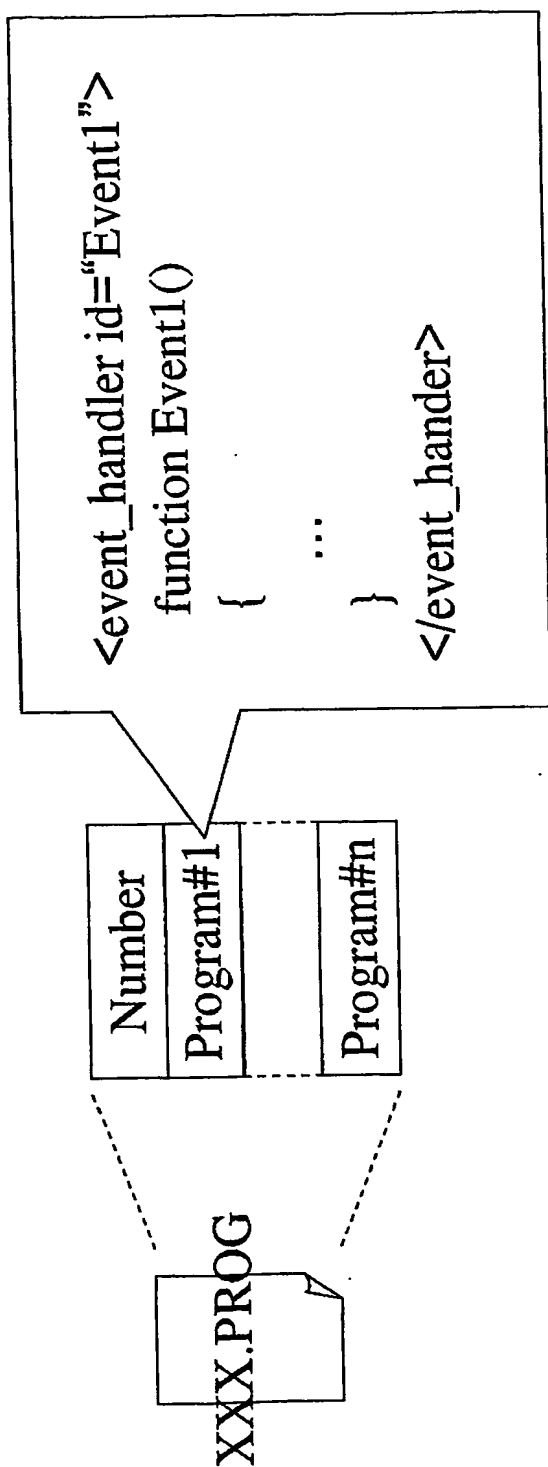 XXX.PROG
Number
Program#1
Program#n
<event_handler id=“Event1”>
function Event1()
{
...
}
</event_hander>